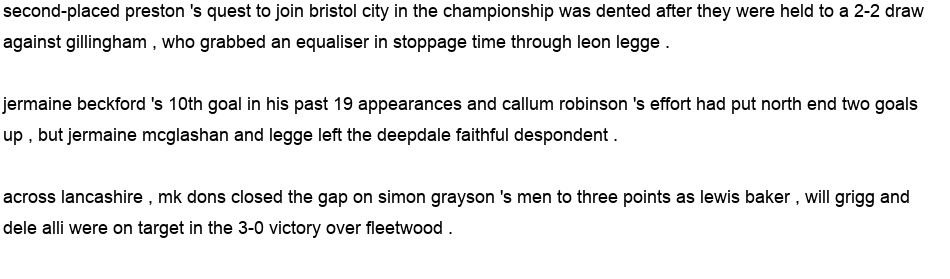 second-placed preston 's quest to join bristol city in the championship was dented after they were held to a 2-2 draw
against gillingham , who grabbed an equaliser in stoppage time through leon legge .
jermaine beckford 's 10th goal in his past 19 appearances and callum robinson 's effort had put north end two goals
up , but jermaine mcglashan and legge left the deepdale faithful despondent .
across lancashire , mk dons closed the gap on simon grayson 's men to three points as lewis baker , will grigg and
dele alli were on target in the 3-0 victory over fleetwood .